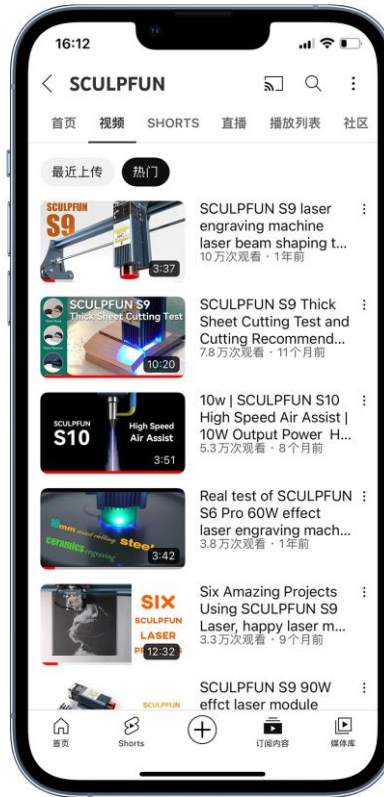 16:12
SCULPFUN
首页 视频 SHORTS 直播 播放列表 社区
最近上传 热门
SCULPFUN
S9
3:37
SCULPFUN S9 laser
engraving machine
laser beam shaping t...
10万次观看 · 1年前
SCULPFUN S9
Thick Sheet Cutting Test
10:20
SCULPFUN S9 Thick
Sheet Cutting Test and
Cutting Recommend...
7.8万次观看 · 11个月前
SCULPFUN
S10
High Speed
Air Assist
3:51
10w | SCULPFUN S10
High Speed Air Assist |
10W Output Power H...
5.3万次观看 · 8个月前
10mm wood cutting
steel
ceramics engraving
3:42
Real test of SCULPFUN
S6 Pro 60W effect
laser engraving mach...
3.8万次观看 · 1年前
SIX
SCULPFUN
LASER
12:32
Six Amazing Projects
Using SCULPFUN S9
Laser, happy laser m...
3.3万次观看 · 9个月前
SCULPFUN
SCULPFUN S9 90W
effct laser module
首页 Shorts 订阅内容 媒体库